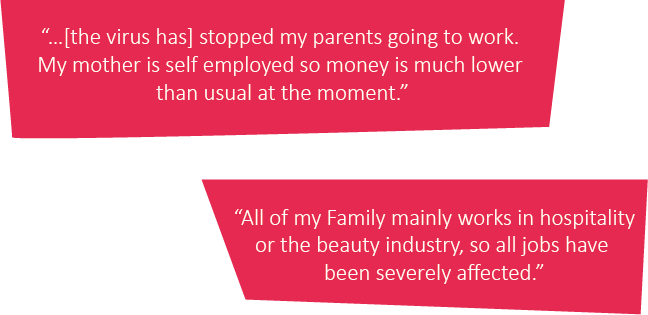 “...[the virus has] stopped my parents going to work.
My mother is self employed so money is much lower
than usual at the moment.”
“All of my Family mainly works in hospitality
or the beauty industry, so all jobs have
been severely affected.”